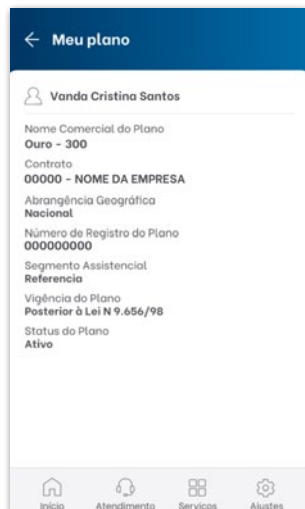 Meu plano
Vanda Cristina Santos
Nome Comercial do Plano
Ouro - 300
Contrato
00000 - NOME DA EMPRESA
Abrangência Geográfica
Nacional
Número de Registro do Plano
000000000
Segmento Assistencial
Referencia
Vigência do Plano
Posterior à Lei N 9.656/98
Status do Plano
Ativo
Início Atendimento Serviços Ajustes